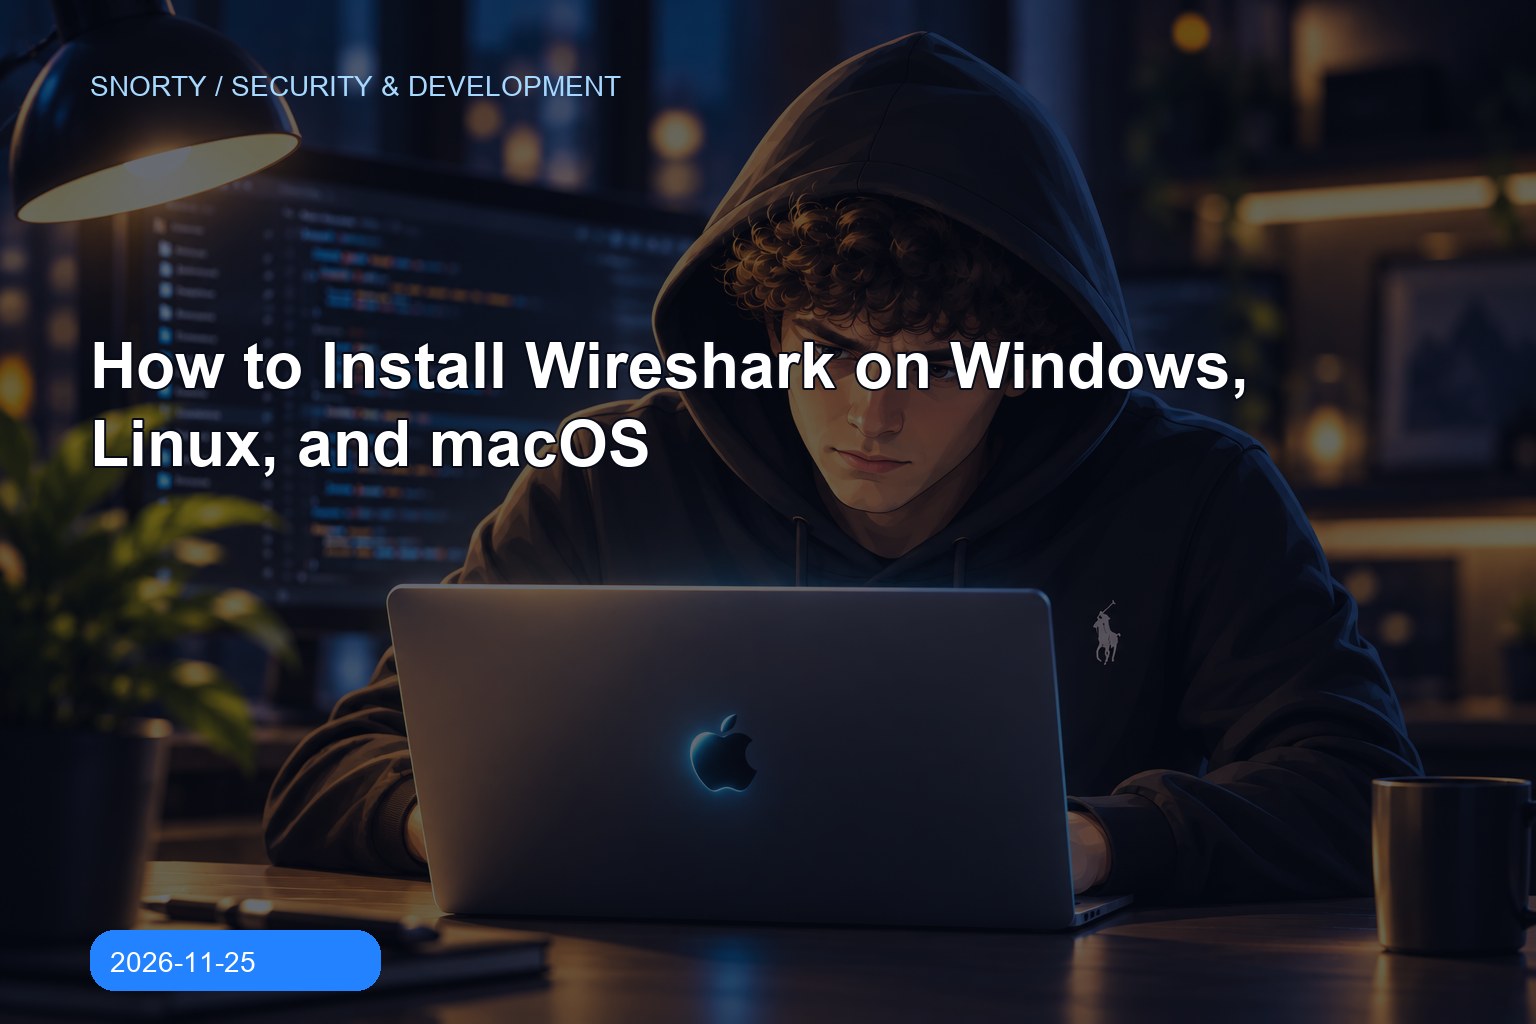 SNORTY / SECURITY & DEVELOPMENT
How to Install Wireshark on Windows,
Linux, and macOS
2026-11-25